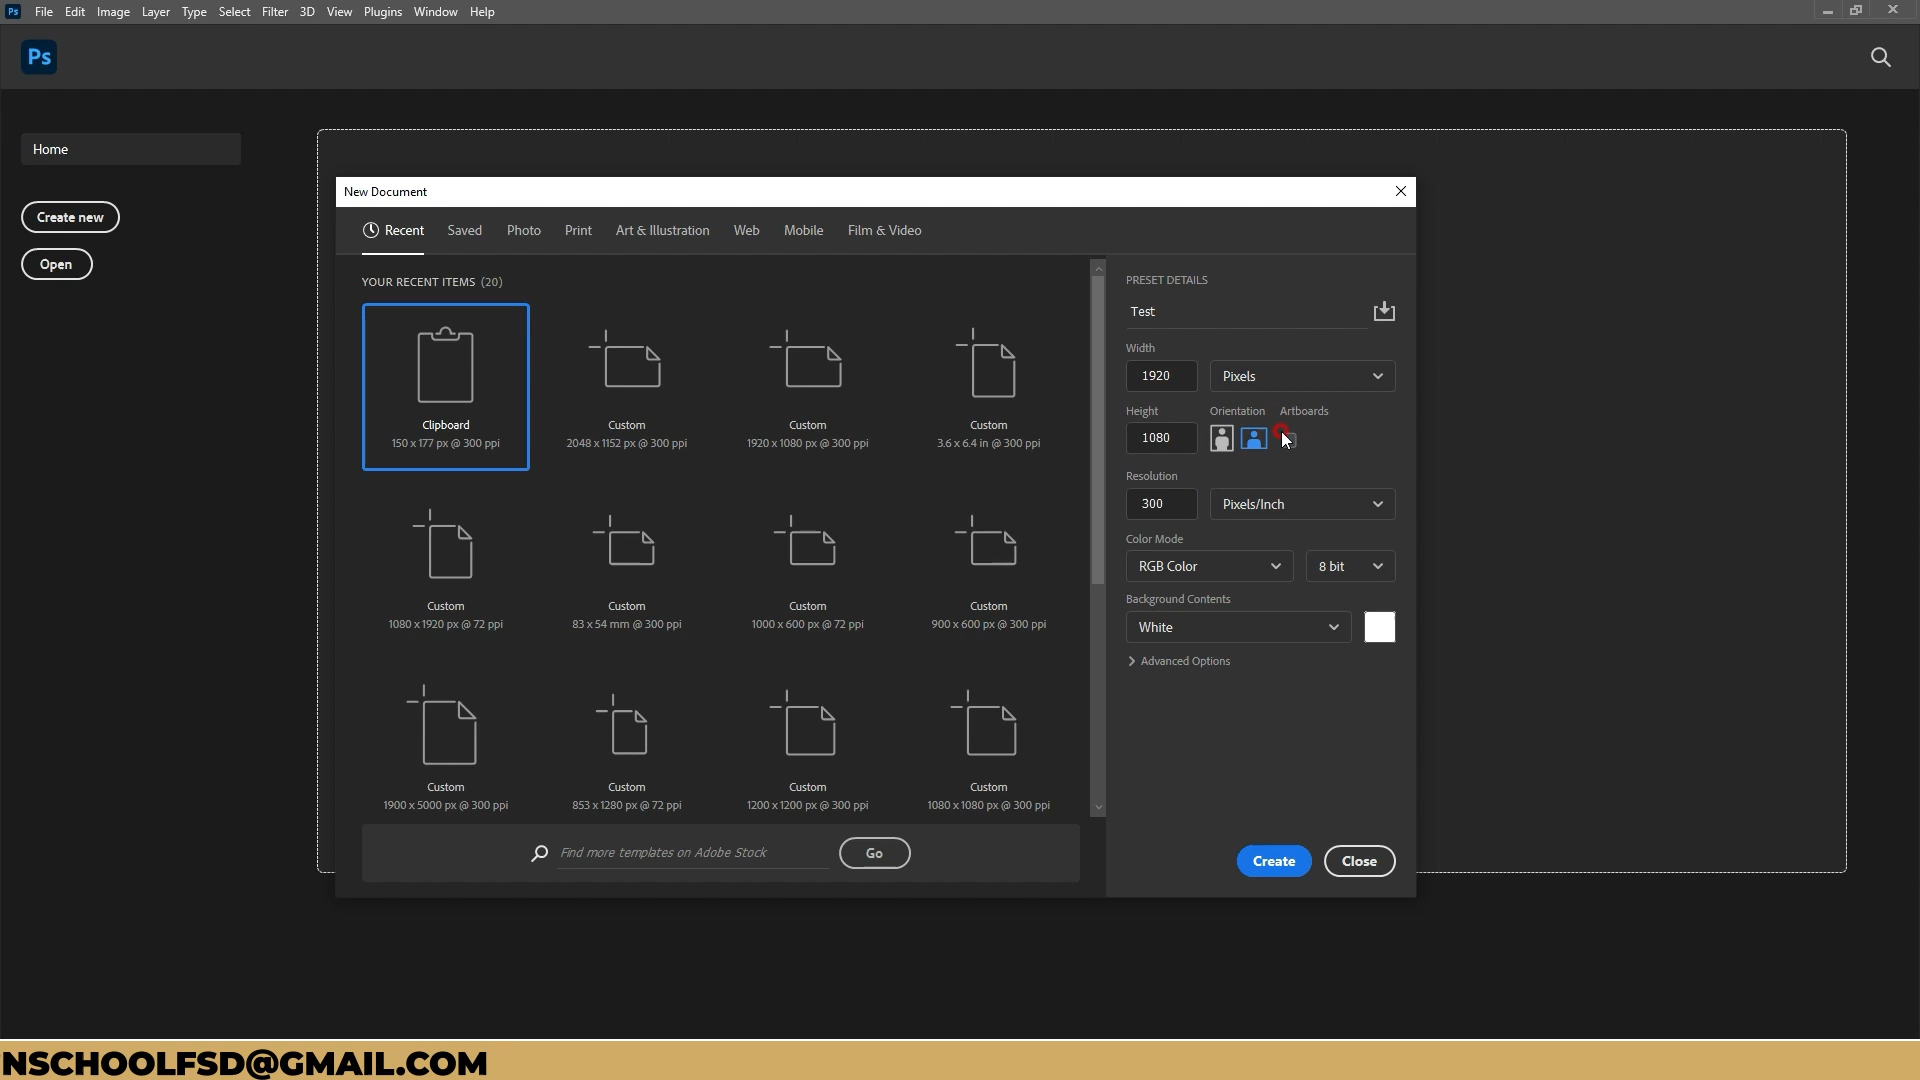 Ps File Edit Image Layer Type Select Filter 3D View Plugins Window Help
Ps
Home
Create new
Open
New Document
Recent Saved Photo Print Art & Illustration Web Mobile Film & Video
YOUR RECENT ITEMS (20)
Clipboard
150 x 177 px @ 300 ppi
Custom
2048 x 1152 px @ 300 ppi
Custom
1920 x 1080 px @ 300 ppi
Custom
3.6 x 6.4 in @ 300 ppi
Custom
1080 x 1920 px @ 72 ppi
Custom
83 x 54 mm @ 300 ppi
Custom
1000 x 600 px @ 72 ppi
Custom
900 x 600 px @ 300 ppi
Custom
1900 x 5000 px @ 300 ppi
Custom
853 x 1280 px @ 72 ppi
Custom
1200 x 1200 px @ 300 ppi
Custom
1080 x 1080 px @ 300 ppi
Find more templates on Adobe Stock Go
PRESET DETAILS
Test
Width
1920 Pixels
Height Orientation Artboards
1080
Resolution
300 Pixels/Inch
Color Mode
RGB Color 8 bit
Background Contents
White
Advanced Options
Create Close
NSCHOOLFSD@GMAIL.COM